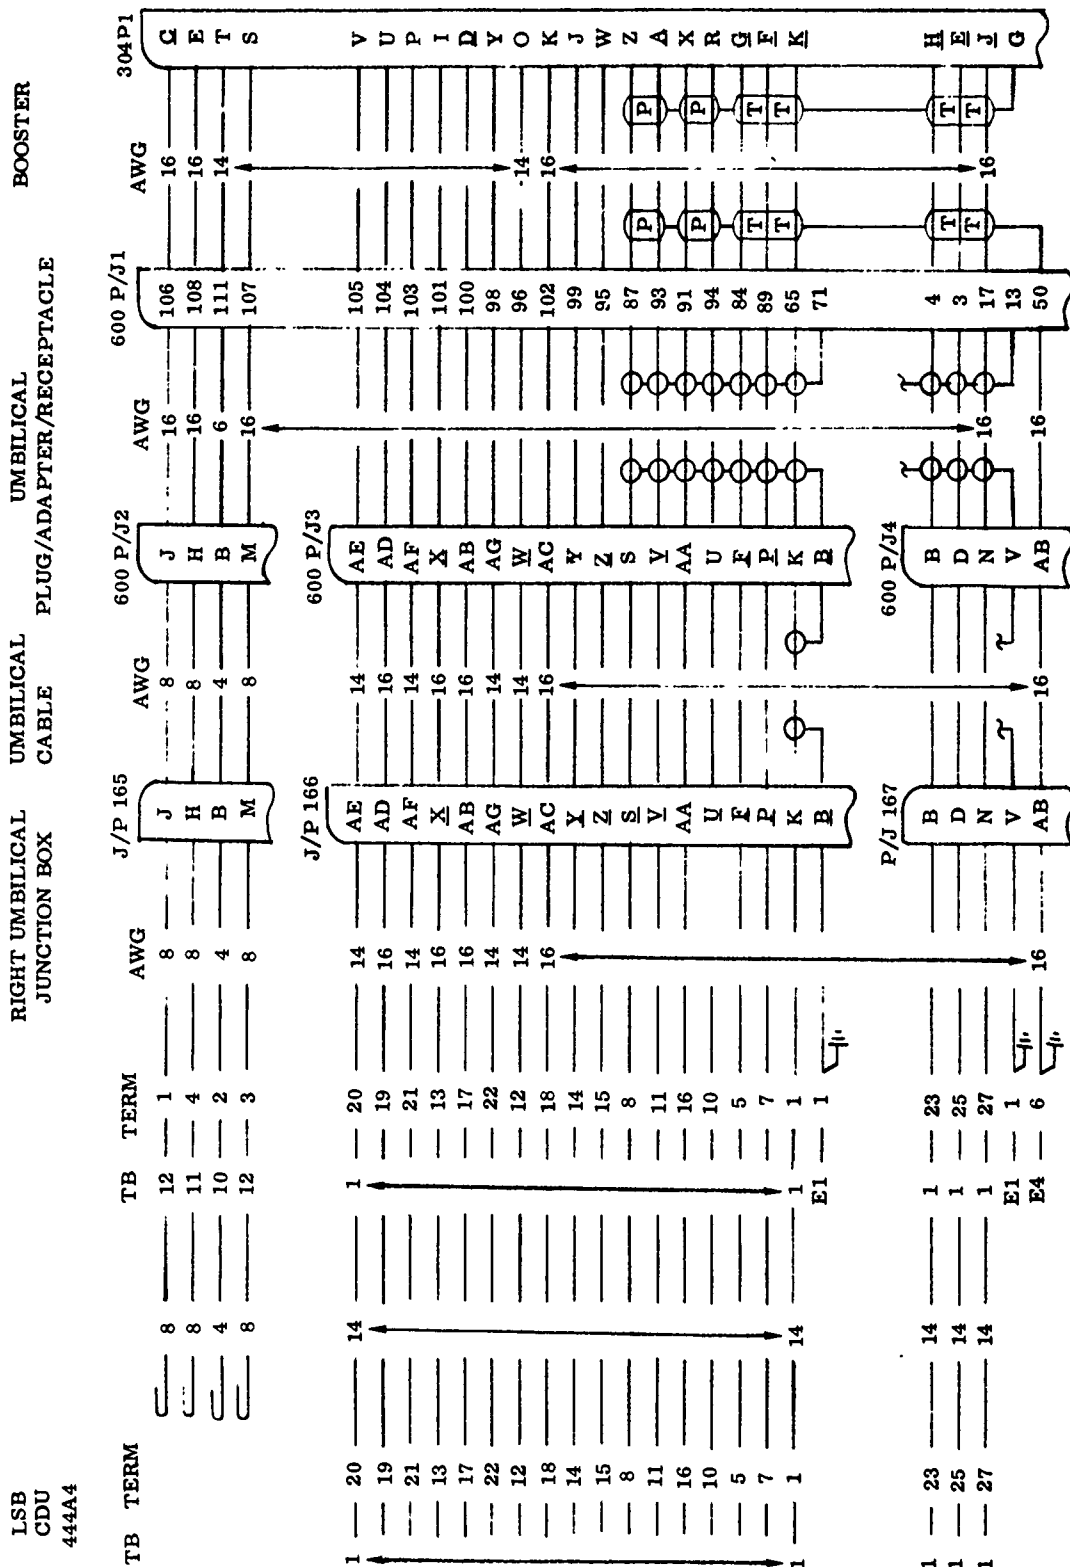 LSB RIGHT UMBILICAL UMBILICAL UMBILICAL BOOSTER
CDU JUNCTION BOX CABLE PLUG/ADAPTER/RECEPTACLE
444A4
TB TERM TB TERM AWG J/P 165 AWG 600 P/J2 AWG 600 P/J1 AWG 304P1
8 12 1 8 J 8 J 16 106 16 C
8 11 4 8 H 8 H 16 108 16 E
4 10 2 4 B 4 B 6 111 14 T
8 12 3 8 M 8 M 16 107 S
J/P 166 600 P/J3
1 20 14 1 20 14 AE 14 AE 105 V
19 19 16 AD 16 AD 104 U
21 21 14 AF 14 AF 103 P
13 13 16 X 16 X 101 I
17 17 16 AB 16 AB 100 D
22 22 14 AG 14 AG 98 Y
12 12 14 W 14 W 96 14 O
18 18 16 AC 16 AC 102 16 K
14 14 Y Y 99 J
15 15 Z Z 95 W
8 8 S S 87 Z
P P
11 11 V V 93 A
16 16 AA AA 91 X
P P
10 10 U U 94 R
5 5 F F 84 G
T T
7 7 P P 89 F
T T
1 1 14 1 1 K K 65 K
E1 1 B B 71
P/J 167 600 P/J4
1 23 14 1 23 B B 4 H
T T
1 25 14 1 25 D D 3 E
T T
1 27 14 1 27 N N 16 17 16 J
E1 1 V V 13 G
E4 6 16 AB 16 AB 16 50